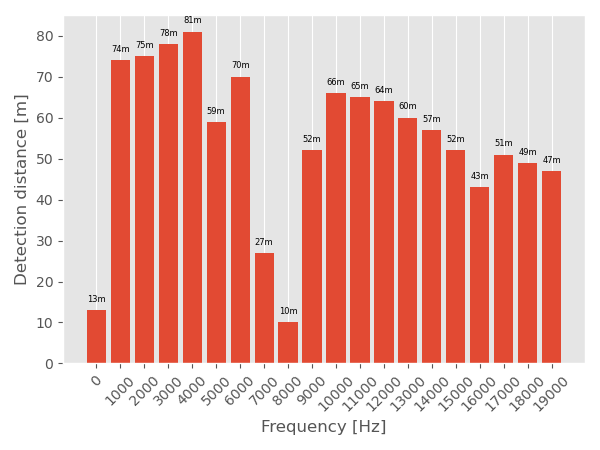 81m
78m
75m
74m
70m
66m
65m
64m
60m
59m
57m
52m
52m
51m
49m
47m
43m
27m
13m
10m
80
70
60
50
40
30
20
10
0
Detection distance [m]
0
1000
2000
3000
4000
5000
6000
7000
8000
9000
10000
11000
12000
13000
14000
15000
16000
17000
18000
19000
Frequency [Hz]